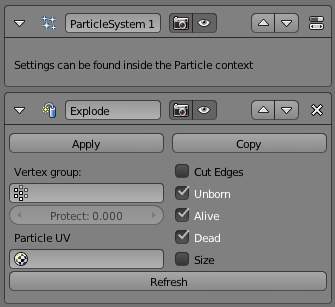 ParticleSystem 1
Settings can be found inside the Particle context
Explode
Apply
Copy
Vertex group:
Cut Edges
Unborn
Protect: 0.000
Alive
Particle UV
Dead
Size
Refresh